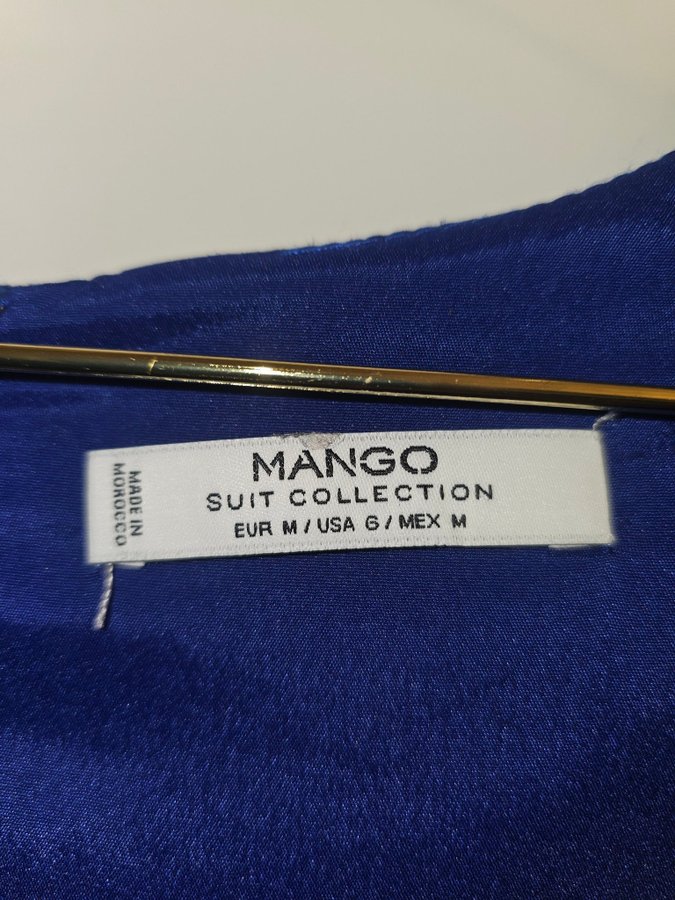 MANGO
SUIT COLLECTION
EUR M / USA 6 / MEX M
MADE IN
MOROCCO